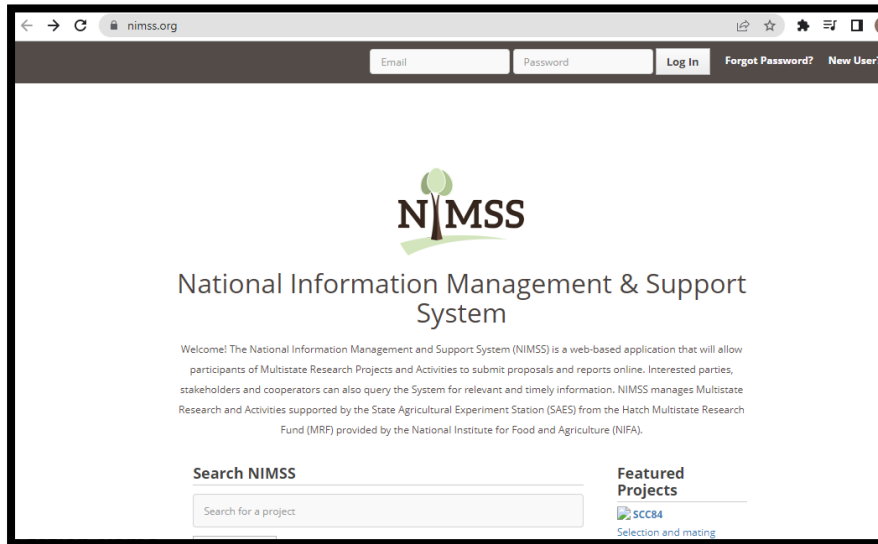 nimss.org
Email
Password
Log In
Forgot Password?
New User?
NIMSS
National Information Management & Support
System
Welcome! The National Information Management and Support System (NIMSS) is a web-based application that will allow
participants of Multistate Research Projects and Activities to submit proposals and reports online. Interested parties,
stakeholders and cooperators can also query the System for relevant and timely information. NIMSS manages Multistate
Research and Activities supported by the State Agricultural Experiment Station (SAES) from the Hatch Multistate Research
Fund (MRF) provided by the National Institute for Food and Agriculture (NIFA).
Search NIMSS
Search for a project
Featured
Projects
SCC84
Selection and mating